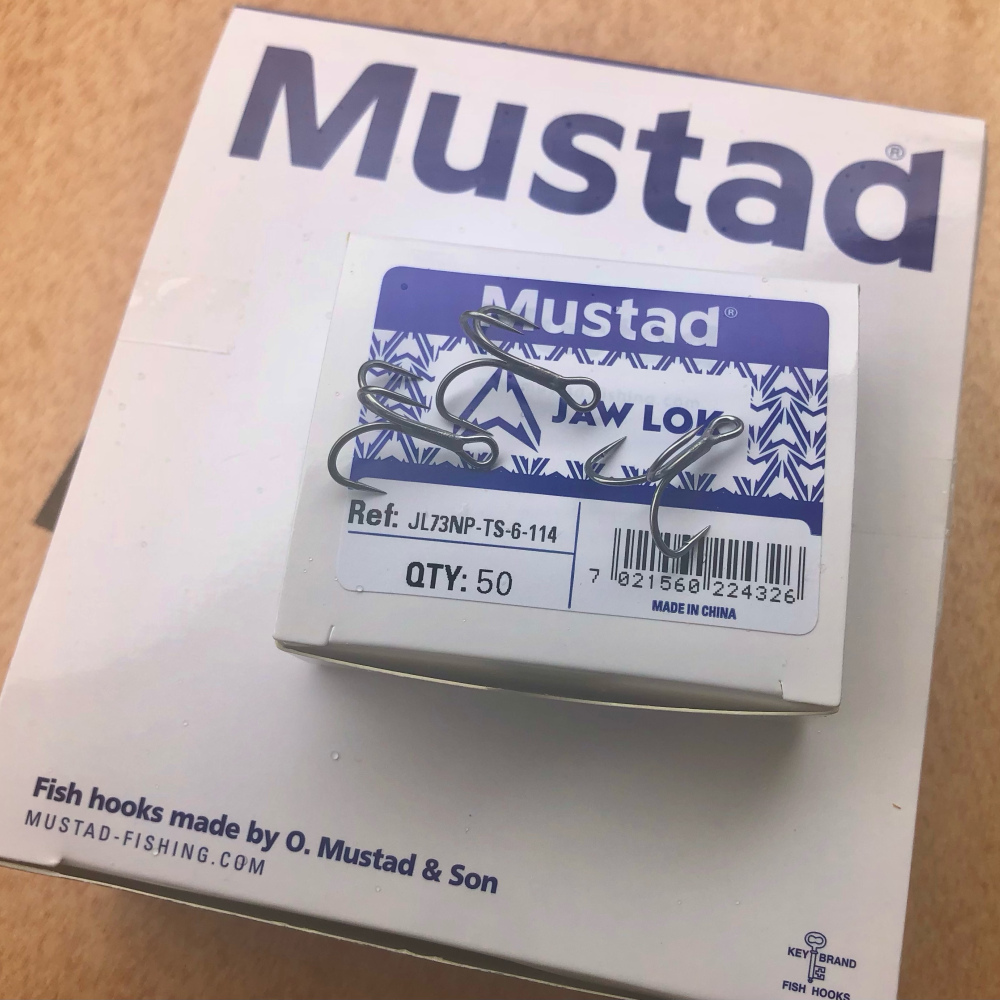 Mustad®
Mustad®
JAW LOK
Ref: JL73NP-TS-6-114
QTY: 50
7 021560 224326
MADE IN CHINA
Fish hooks made by O. Mustad & Son
MUSTAD-FISHING.COM
KEY BRAND
FISH HOOKS